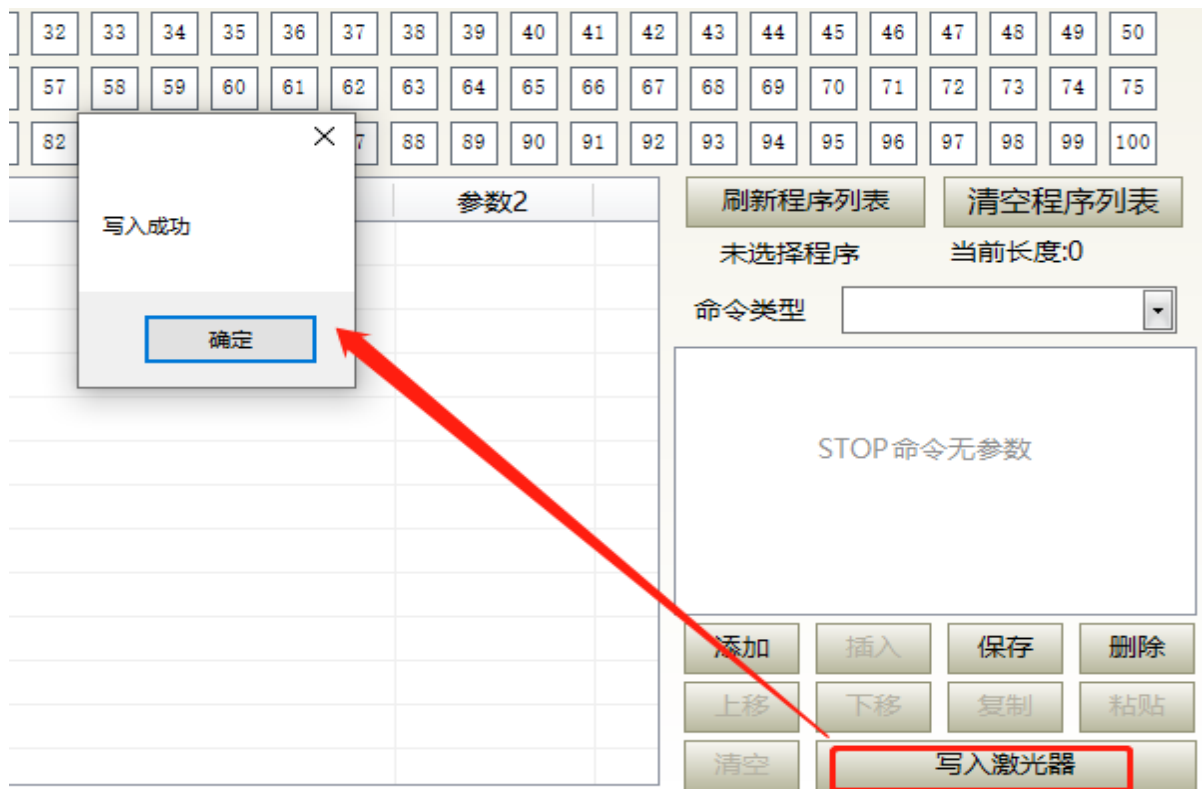 32 33 34 35 36 37 38 39 40 41 42 43 44 45 46 47 48 49 50
57 58 59 60 61 62 63 64 65 66 67 68 69 70 71 72 73 74 75
82 7 88 89 90 91 92 93 94 95 96 97 98 99 100
参数2
刷新程序列表 清空程序列表
写入成功
未选择程序 当前长度:0
命令类型
确定
STOP命令无参数
添加 插入 保存 删除
上移 下移 复制 粘贴
清空 写入激光器